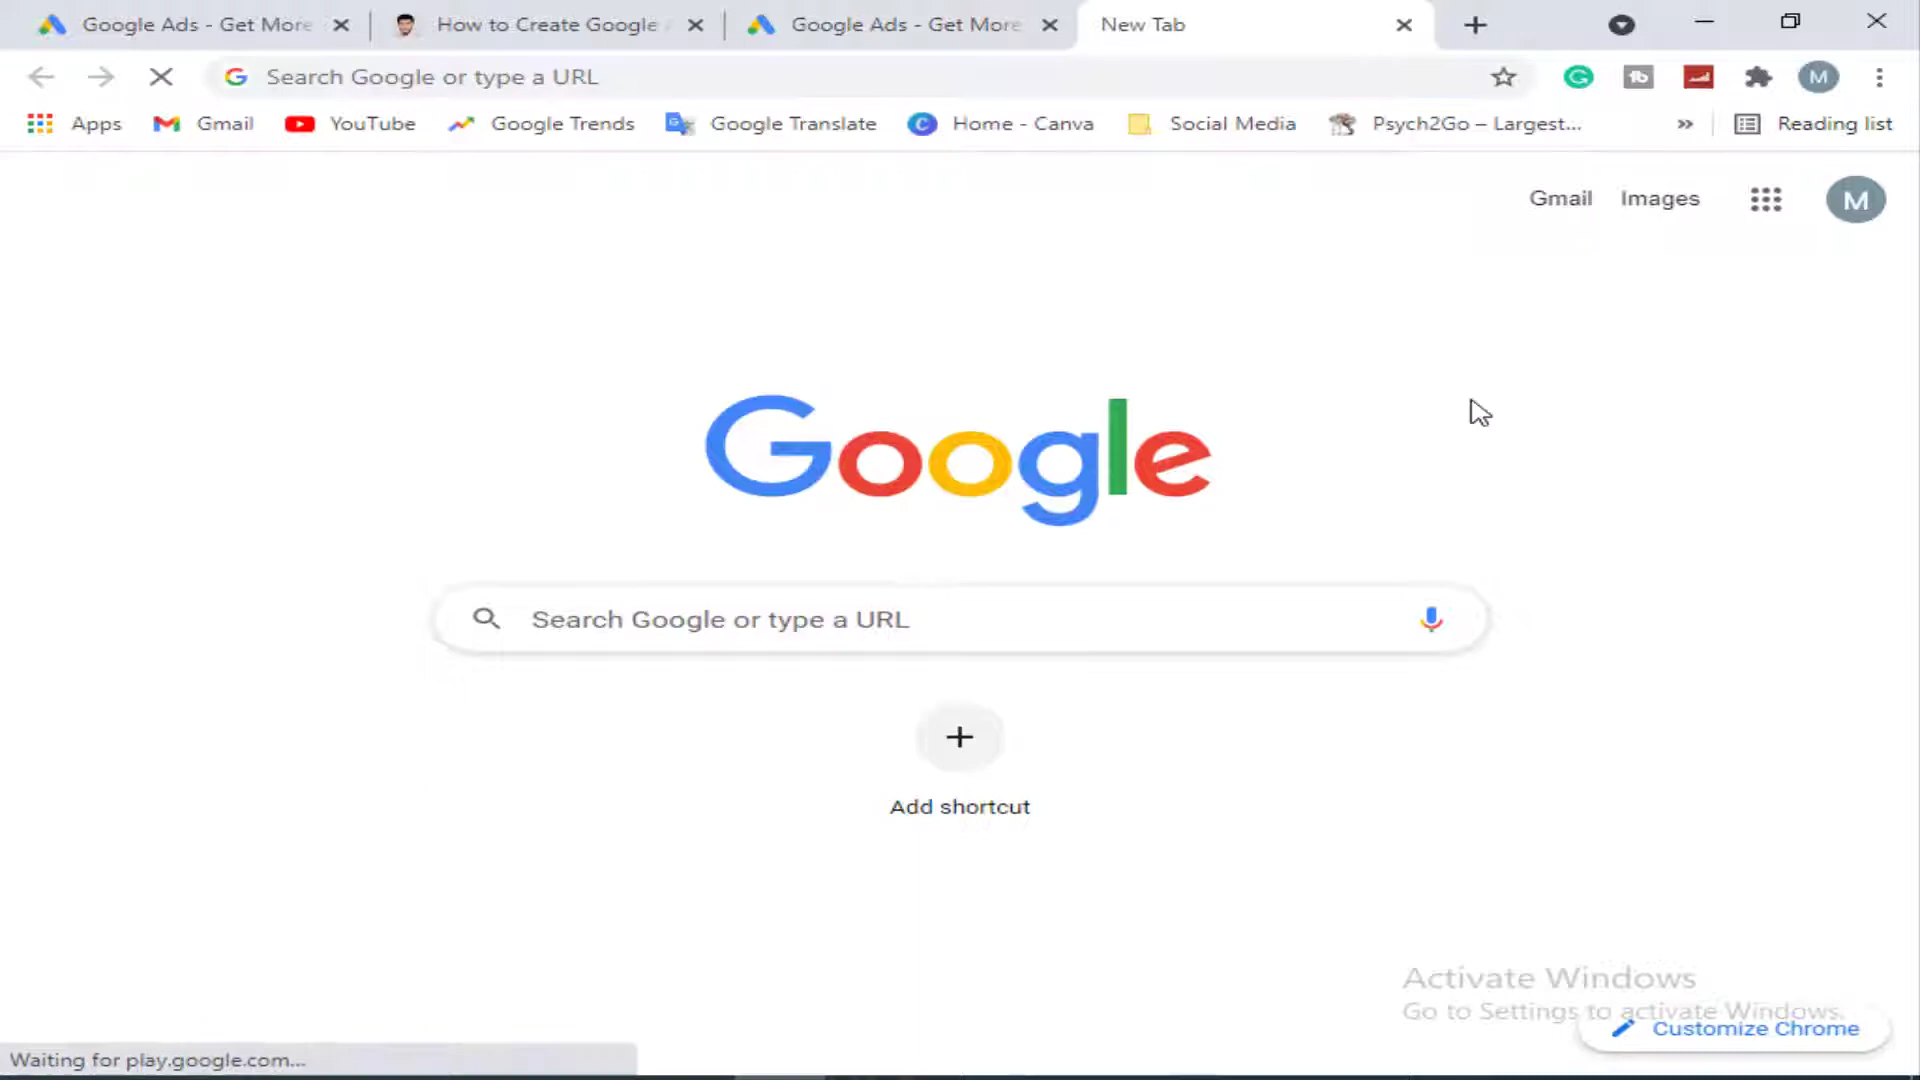 Google Ads - Get More
How to Create Google
Google Ads - Get More
New Tab
Search Google or type a URL
M
Apps
Gmail
YouTube
Google Trends
Google Translate
Home - Canva
Social Media
Psych2Go – Largest...
»
Reading list
Gmail
Images
M
Google
Search Google or type a URL
Add shortcut
Activate Windows
Go to Settings to activate Windows.
Customize Chrome
Waiting for play.google.com...